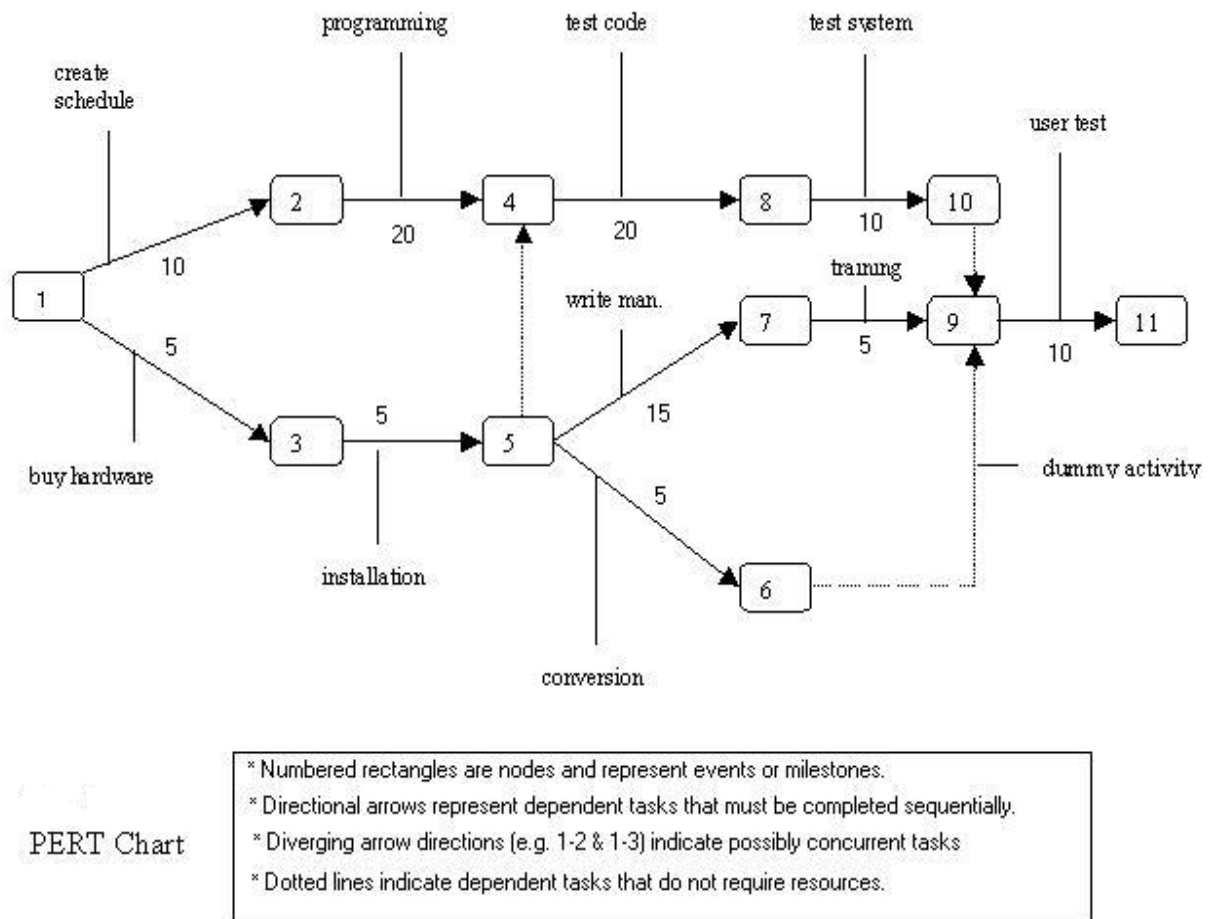 programming
test code
test system
create
schedule
user test
2
4
8
10
20
20
10
10
training
1
write man.
7
9
11
5
5
10
5
15
3
5
buy hardware
5
dummy activity
installation
6
conversion
* Numbered rectangles are nodes and represent events or milestones.
* Directional arrows represent dependent tasks that must be completed sequentially.
PERT Chart
* Diverging arrow directions (e.g. 1-2 & 1-3) indicate possibly concurrent tasks
* Dotted lines indicate dependent tasks that do not require resources.